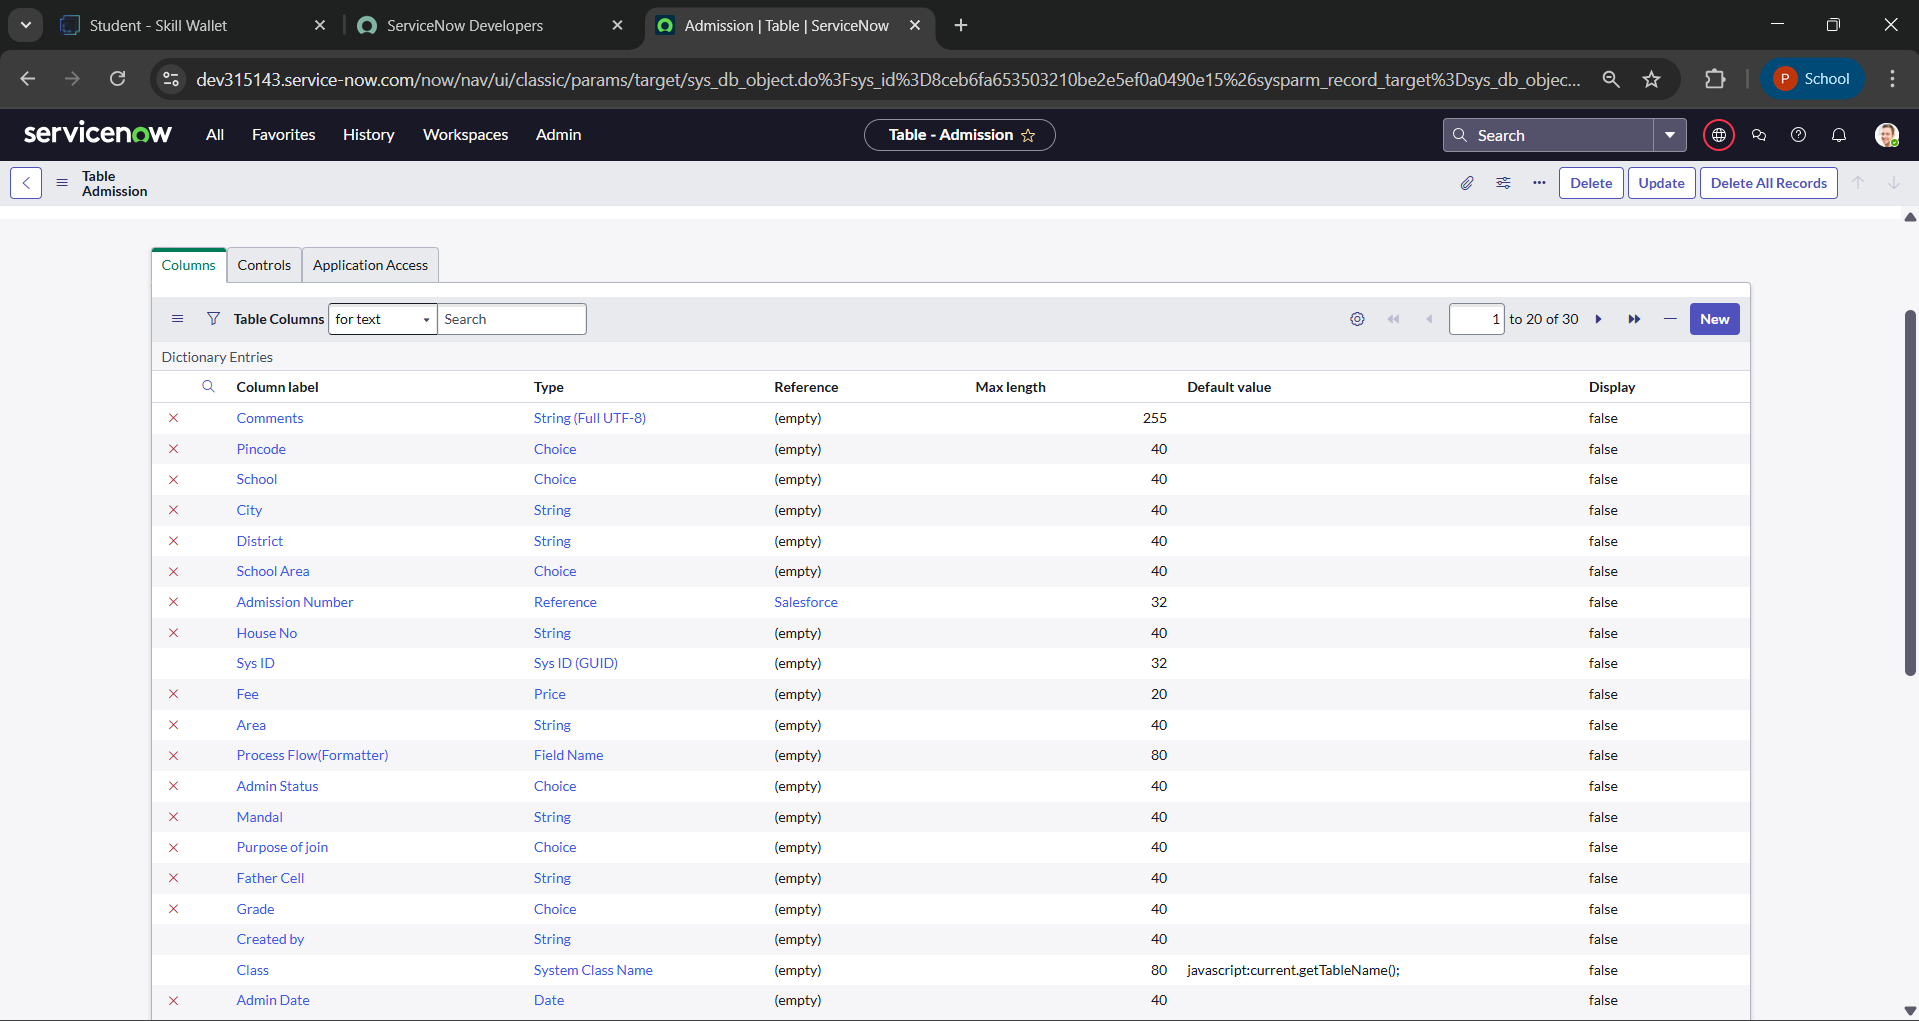 Student - Skill Wallet
ServiceNow Developers
Admission | Table | ServiceNow
dev315143.service-now.com/now/nav/ui/classic/params/target/sys_db_object.do%3Fsys_id%3D8ceb6fa653503210be2e5ef0a0490e15%26sysparm_record_target%3Dsys_db_objec...
P School
servicenow All Favorites History Workspaces Admin Table - Admission Search
Table
Admission
Delete Update Delete All Records
Columns Controls Application Access
Table Columns for text Search 1 to 20 of 30 New
Dictionary Entries
Column label Type Reference Max length Default value Display
Comments String (Full UTF-8) (empty) 255 false
Pincode Choice (empty) 40 false
School Choice (empty) 40 false
City String (empty) 40 false
District String (empty) 40 false
School Area Choice (empty) 40 false
Admission Number Reference Salesforce 32 false
House No String (empty) 40 false
Sys ID Sys ID (GUID) (empty) 32 false
Fee Price (empty) 20 false
Area String (empty) 40 false
Process Flow(Formatter) Field Name (empty) 80 false
Admin Status Choice (empty) 40 false
Mandal String (empty) 40 false
Purpose of join Choice (empty) 40 false
Father Cell String (empty) 40 false
Grade Choice (empty) 40 false
Created by String (empty) 40 false
Class System Class Name (empty) 80 javascript:current.getTableName(); false
Admin Date Date (empty) 40 false